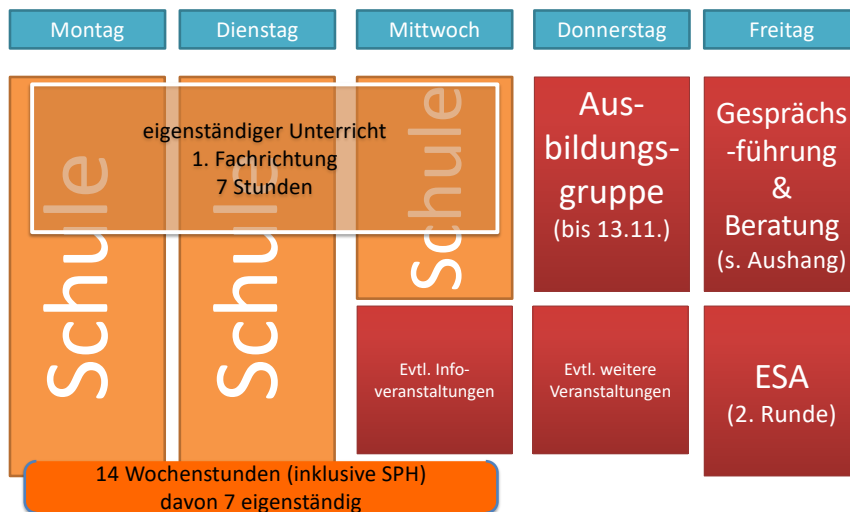 Montag
Dienstag
Mittwoch
Donnerstag
Freitag
Schule
Schule
Schule
eigenständiger Unterricht
1. Fachrichtung
7 Stunden
Aus-
bildungs-
gruppe
(bis 13.11.)
Gesprächs
-führung
&
Beratung
(s. Aushang)
Evtl. Info-
veranstaltungen
Evtl. weitere
Veranstaltungen
ESA
(2. Runde)
14 Wochenstunden (inklusive SPH)
davon 7 eigenständig